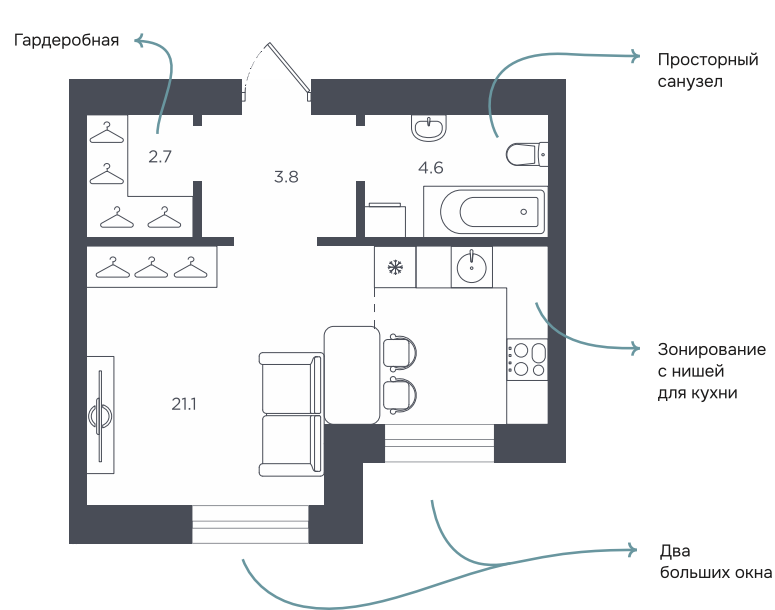 Гардеробная
Просторный
санузел
2.7
3.8
4.6
Зонирование
с нишей
для кухни
21.1
Два
больших окна